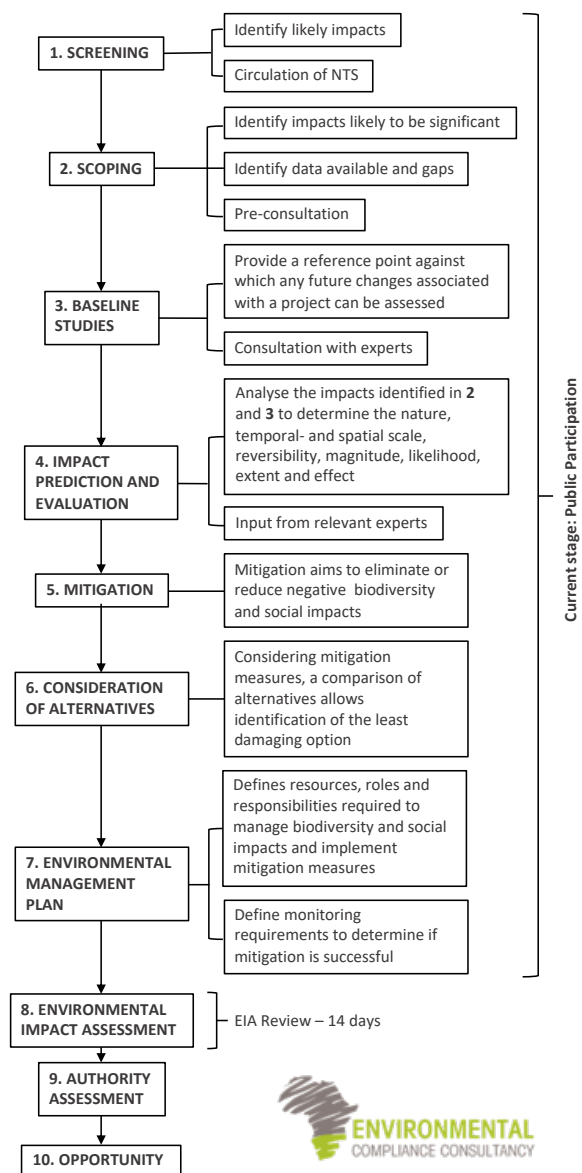 1. SCREENING
Identify likely impacts
Circulation of NTS
2. SCOPING
Identify impacts likely to be significant
Identify data available and gaps
Pre-consultation
3. BASELINE
STUDIES
Provide a reference point against
which any future changes associated
with a project can be assessed
Consultation with experts
4. IMPACT
PREDICTION AND
EVALUATION
Analyse the impacts identified in 2
and 3 to determine the nature,
temporal- and spatial scale,
reversibility, magnitude, likelihood,
extent and effect
Input from relevant experts
5. MITIGATION
Mitigation aims to eliminate or
reduce negative biodiversity
and social impacts
6. CONSIDERATION
OF ALTERNATIVES
Considering mitigation
measures, a comparison of
alternatives allows
identification of the least
damaging option
7. ENVIRONMENTAL
MANAGEMENT
PLAN
Defines resources, roles and
responsibilities required to
manage biodiversity and social
impacts and implement
mitigation measures
Define monitoring
requirements to determine if
mitigation is successful
Current stage: Public Participation
8. ENVIRONMENTAL
IMPACT ASSESSMENT
EIA Review – 14 days
9. AUTHORITY
ASSESSMENT
10. OPPORTUNITY
ENVIRONMENTAL
COMPLIANCE CONSULTANCY